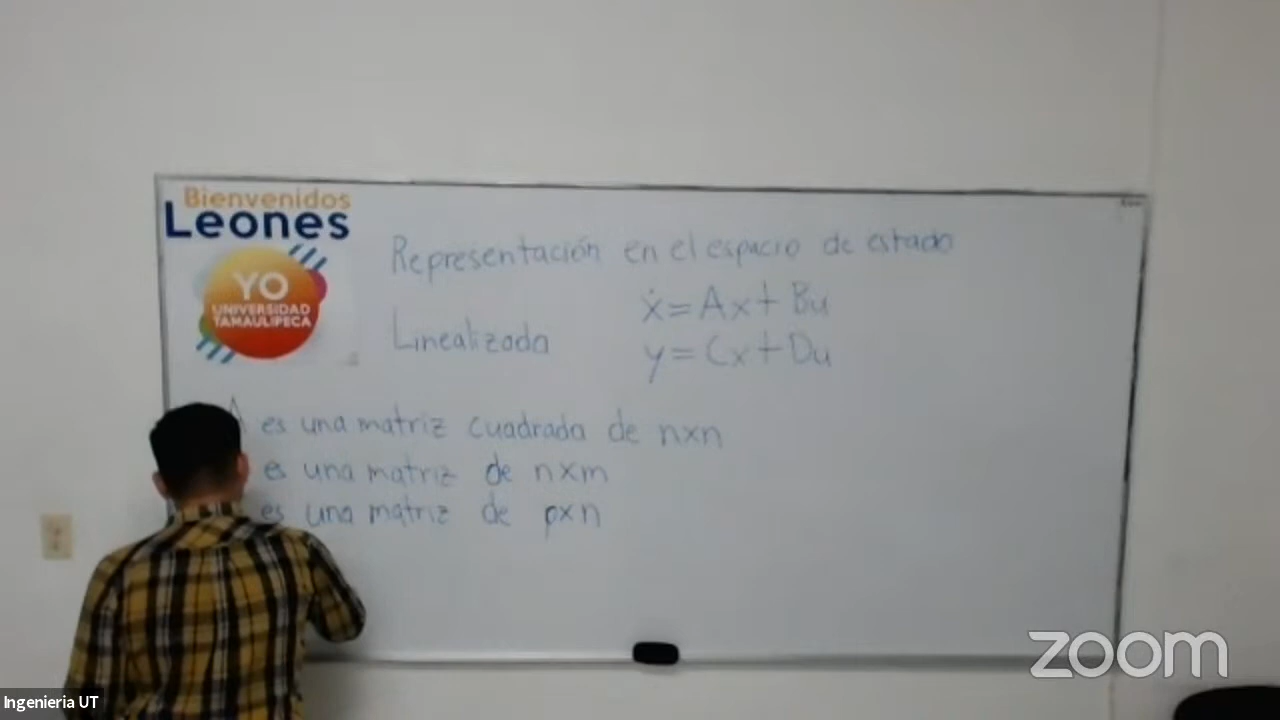 Bienvenidos
Leones
YO
UNIVERSIDAD
TAMAULIPECA
Representación en el espacio de estado
Linealizada
ẋ=Ax+Bu
y=Cx+Du
A es una matriz cuadrada de nxn
es una matriz de nxm
es una matriz de pxn
zoom
Ingenieria UT